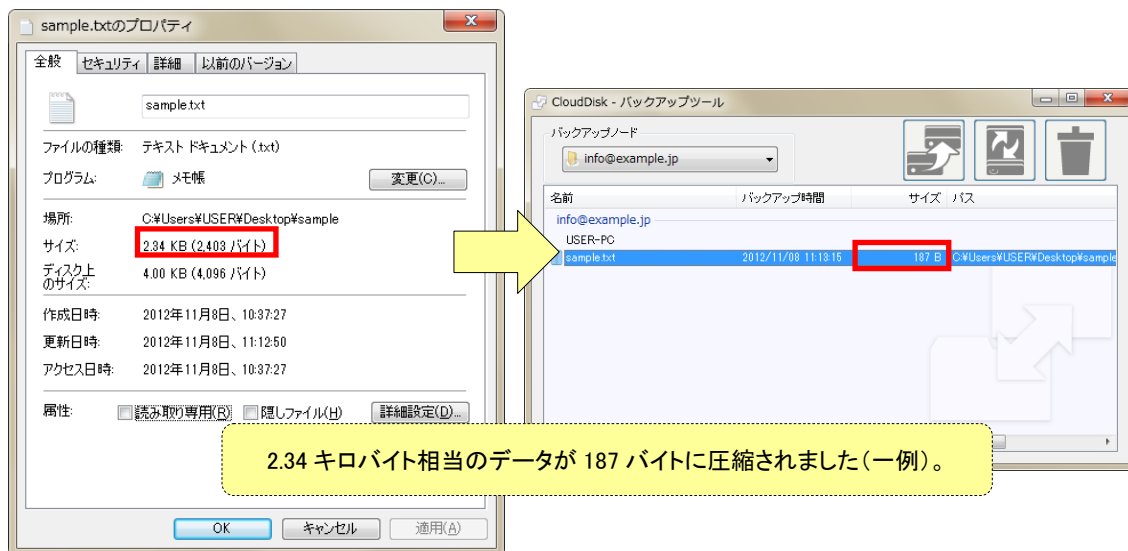 sample.txtのプロパティ
全般 セキュリティ 詳細 以前のバージョン
sample.txt
ファイルの種類: テキスト ドキュメント (.txt)
プログラム: メモ帳 変更(C)...
場所: C:¥Users¥USER¥Desktop¥sample
サイズ: 2.34 KB (2,403 バイト)
ディスク上
のサイズ: 4.00 KB (4,096 バイト)
作成日時: 2012年11月8日、10:37:27
更新日時: 2012年11月8日、11:12:50
アクセス日時: 2012年11月8日、10:37:27
属性: 読み取り専用(R) 隠しファイル(H) 詳細設定(D)...
OK キャンセル 適用(A)
CloudDisk - バックアップツール
バックアップノード
info@example.jp
名前 バックアップ時間 サイズ パス
info@example.jp
USER-PC
sample.txt 2012/11/08 11:13:15 187 B C:¥Users¥USER¥Desktop¥sample
2.34 キロバイト相当のデータが 187 バイトに圧縮されました(一例)。